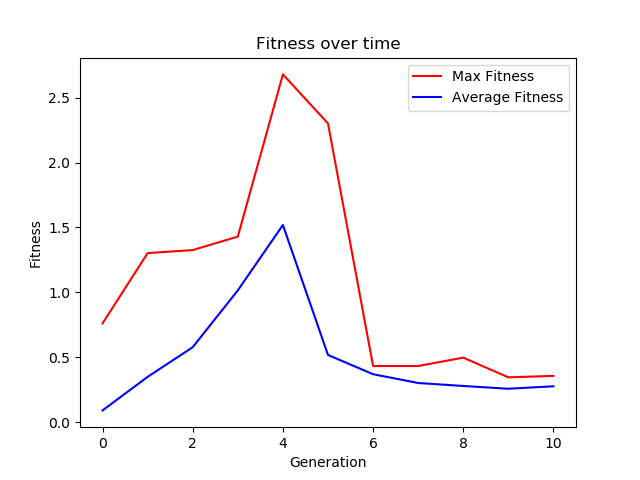 Fitness over time
Max Fitness
Average Fitness
2.5
2.0
1.5
1.0
0.5
0.0
Fitness
0 2 4 6 8 10
Generation